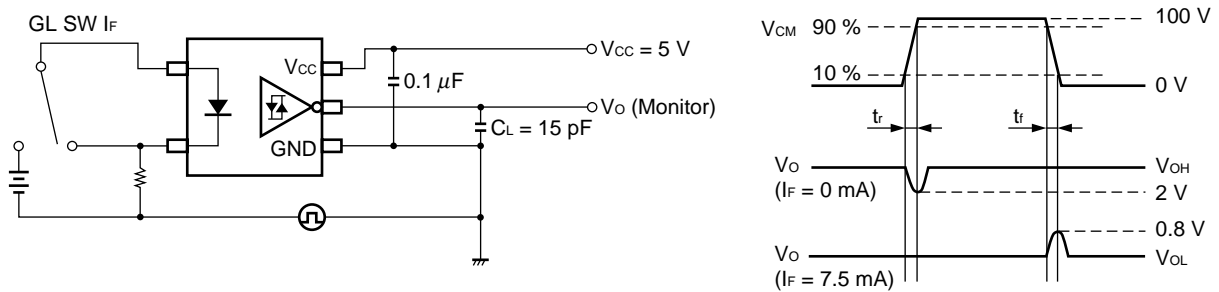 GL SW IF
VCC
GND
VCC = 5 V
0.1 μF
VO (Monitor)
CL = 15 pF
VCM
90 %
10 %
100 V
0 V
tr
tf
VO
(IF = 0 mA)
VOH
2 V
0.8 V
VO
(IF = 7.5 mA)
VOL